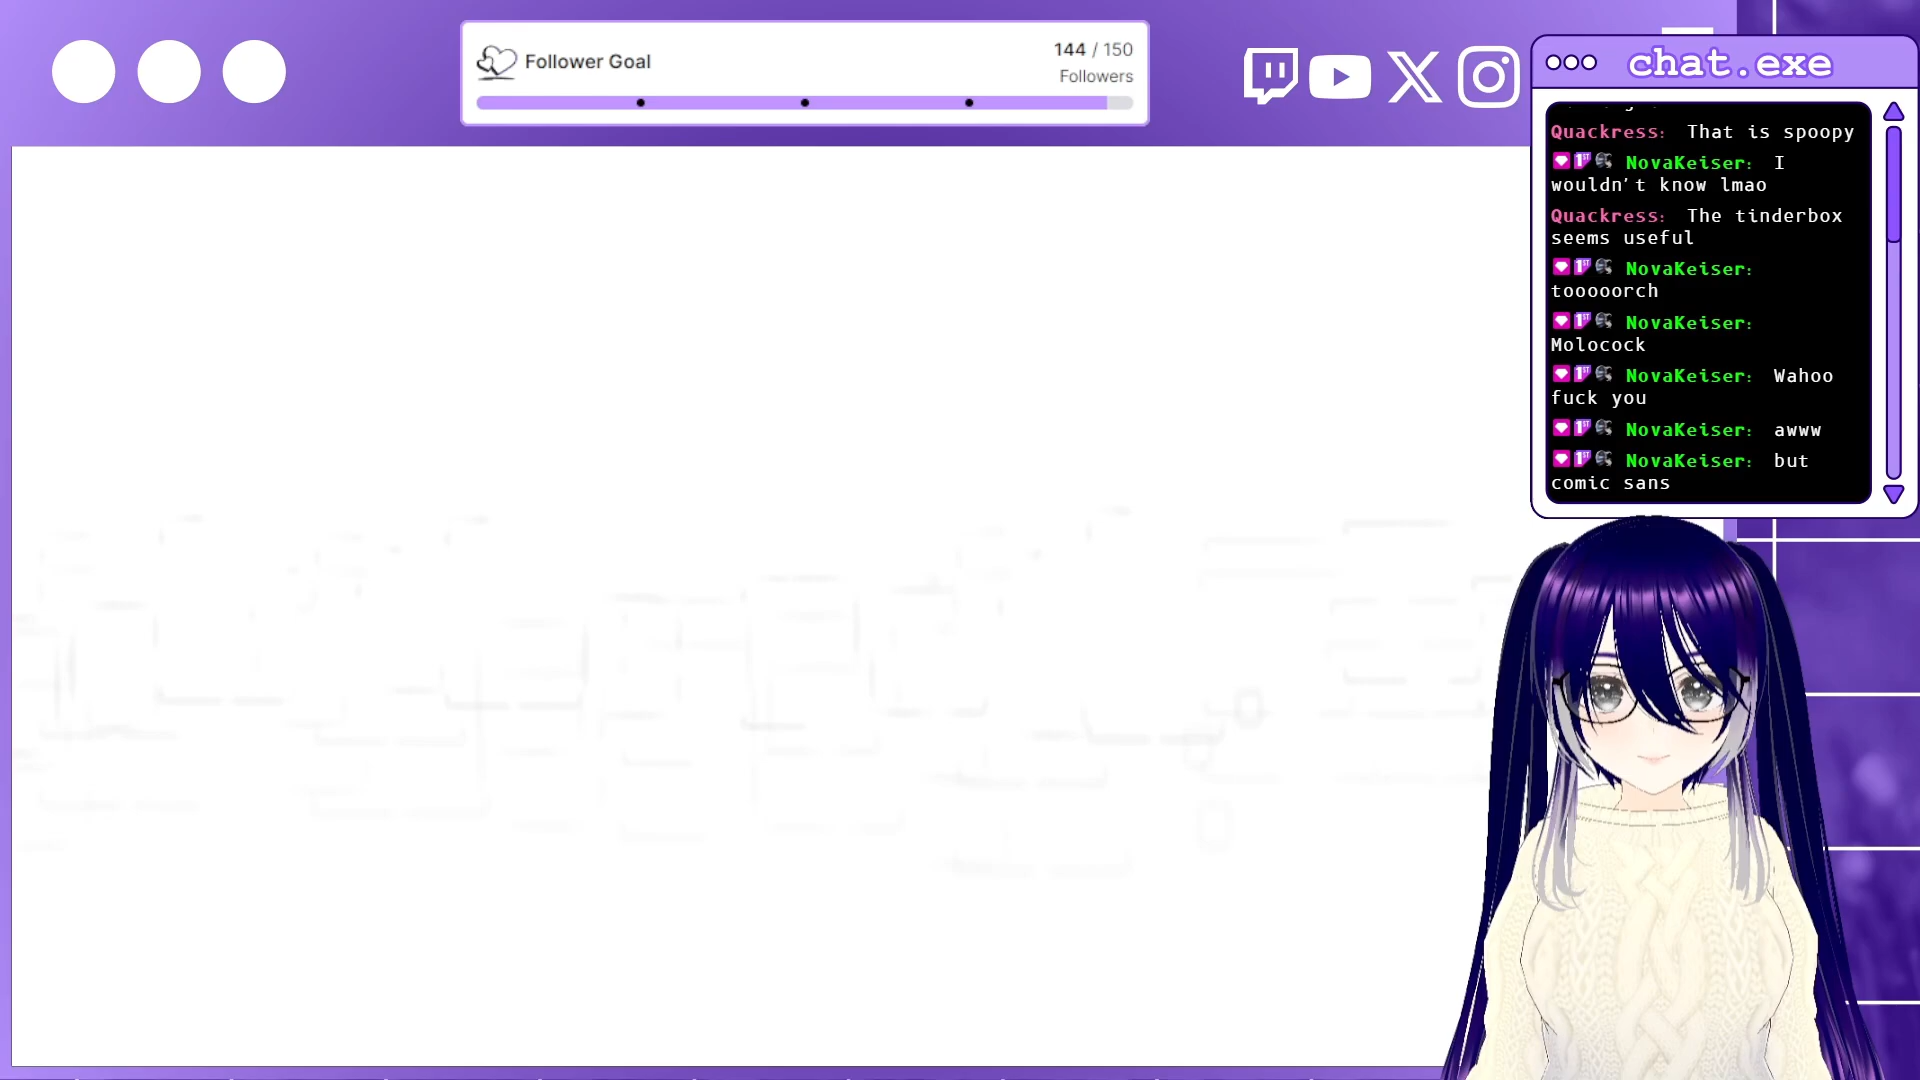 Follower Goal
144 / 150
Followers
chat.exe
Quackress: That is spoopy
NovaKeiser: I
wouldn't know lmao
Quackress: The tinderbox
seems useful
NovaKeiser:
tooooorch
NovaKeiser:
Molocock
NovaKeiser: Wahoo
fuck you
NovaKeiser: awww
NovaKeiser: but
comic sans